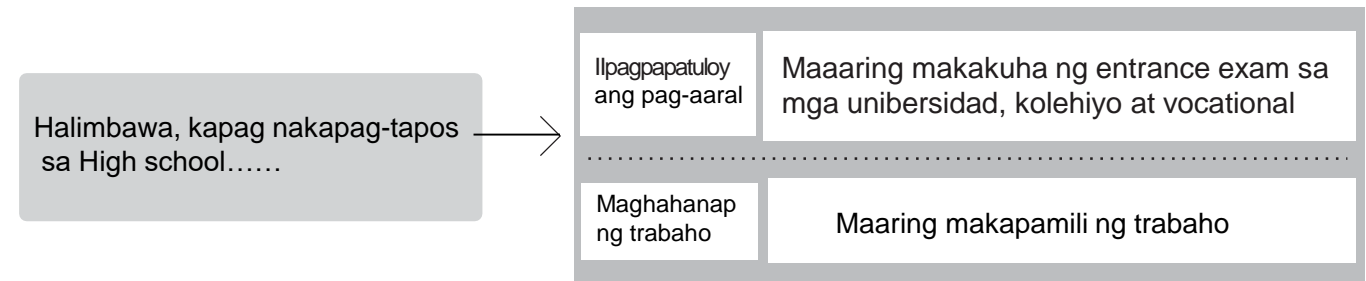 Halimbawa, kapag nakapag-tapos
sa High school……
IIpagpapatuloy
ang pag-aaral
Maaaring makakuha ng entrance exam sa
mga unibersidad, kolehiyo at vocational
Maghahanap
ng trabaho
Maaring makapamili ng trabaho